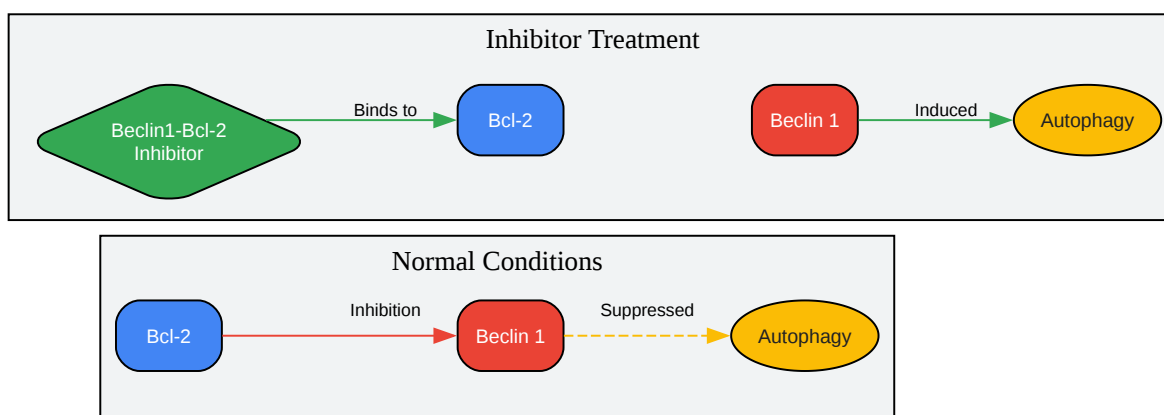 Inhibitor Treatment
Beclin1-Bcl-2
Inhibitor
Binds to
Bcl-2
Beclin 1
Induced
Autophagy
Normal Conditions
Bcl-2
Inhibition
Beclin 1
Suppressed
Autophagy